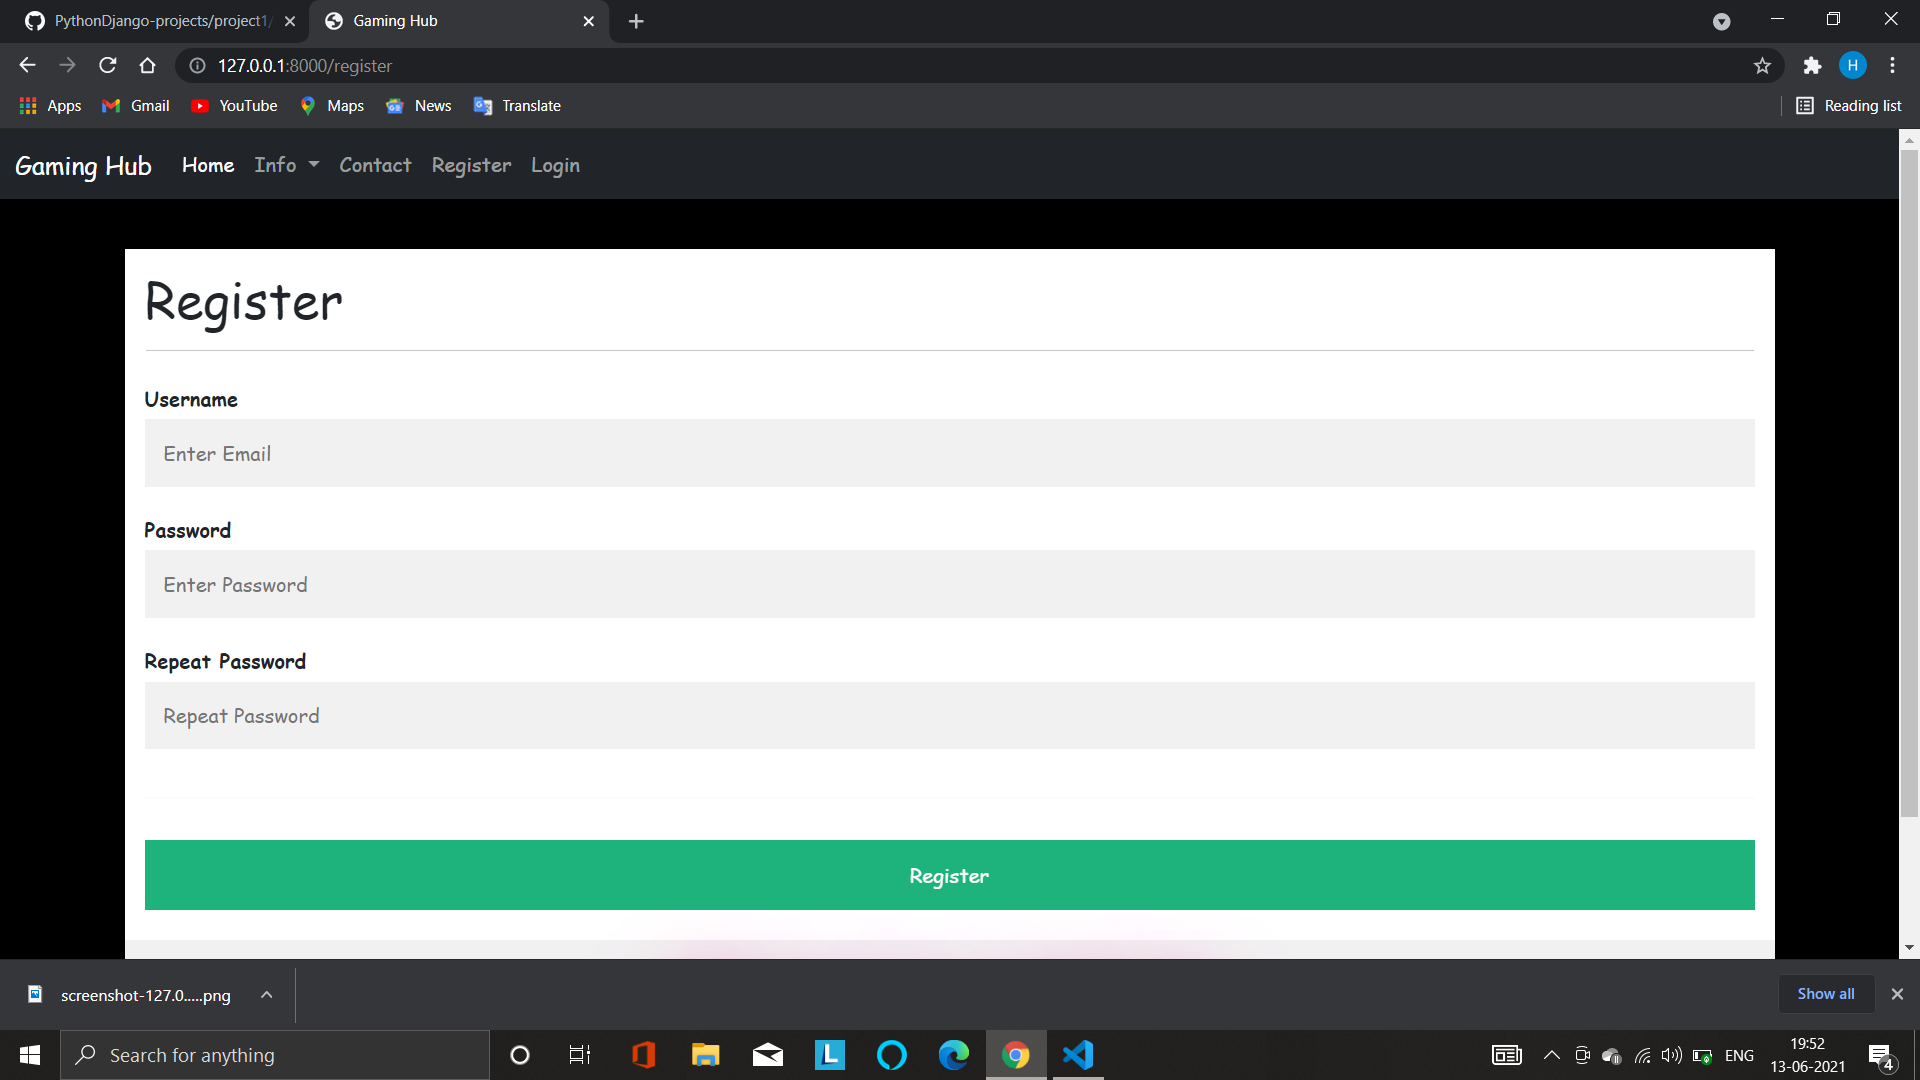 PythonDjango-projects/project1/
Gaming Hub
127.0.0.1:8000/register
H
Apps Gmail YouTube Maps News Translate Reading list
Gaming Hub Home Info Contact Register Login
Register
Username
Enter Email
Password
Enter Password
Repeat Password
Repeat Password
Register
screenshot-127.0.....png
Show all
Search for anything
L
ENG
19:52
13-06-2021
4